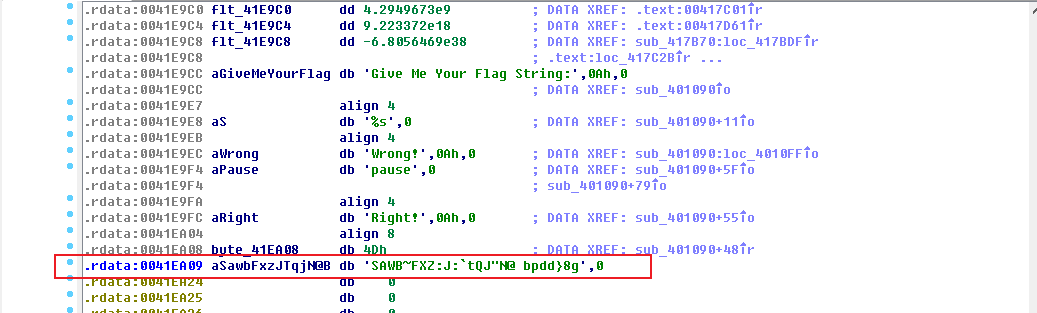 .rdata:0041E9C0 flt_41E9C0 dd 4.2949673e9 ; DATA XREF: .text:00417C01↑r
.rdata:0041E9C4 flt_41E9C4 dd 9.223372e18 ; DATA XREF: .text:00417D61↑r
.rdata:0041E9C8 flt_41E9C8 dd -6.8056469e38 ; DATA XREF: sub_417B70:loc_417BDF↑r
.rdata:0041E9C8 ; .text:loc_417C2B↑r ...
.rdata:0041E9CC aGiveMeYourFlag db 'Give Me Your Flag String:',0Ah,0
.rdata:0041E9CC ; DATA XREF: sub_401090↑o
.rdata:0041E9E7 align 4
.rdata:0041E9E8 aS db '%s',0 ; DATA XREF: sub_401090+11↑o
.rdata:0041E9EB align 4
.rdata:0041E9EC aWrong db 'Wrong!',0Ah,0 ; DATA XREF: sub_401090:loc_4010FF↑o
.rdata:0041E9F4 aPause db 'pause',0 ; DATA XREF: sub_401090+5F↑o
.rdata:0041E9F4 ; sub_401090+79↑o
.rdata:0041E9FA align 4
.rdata:0041E9FC aRight db 'Right!',0Ah,0 ; DATA XREF: sub_401090+55↑o
.rdata:0041EA04 align 8
.rdata:0041EA08 byte_41EA08 db 4Dh ; DATA XREF: sub_401090+48↑r
.rdata:0041EA09 aSawbFxzJTqjN@B db 'SAWB~FXZ:J:`tQJ"N@ bpdd}8g',0
.rdata:0041EA24 db 0
.rdata:0041EA25 db 0
.rdata:0041EA26 db 0